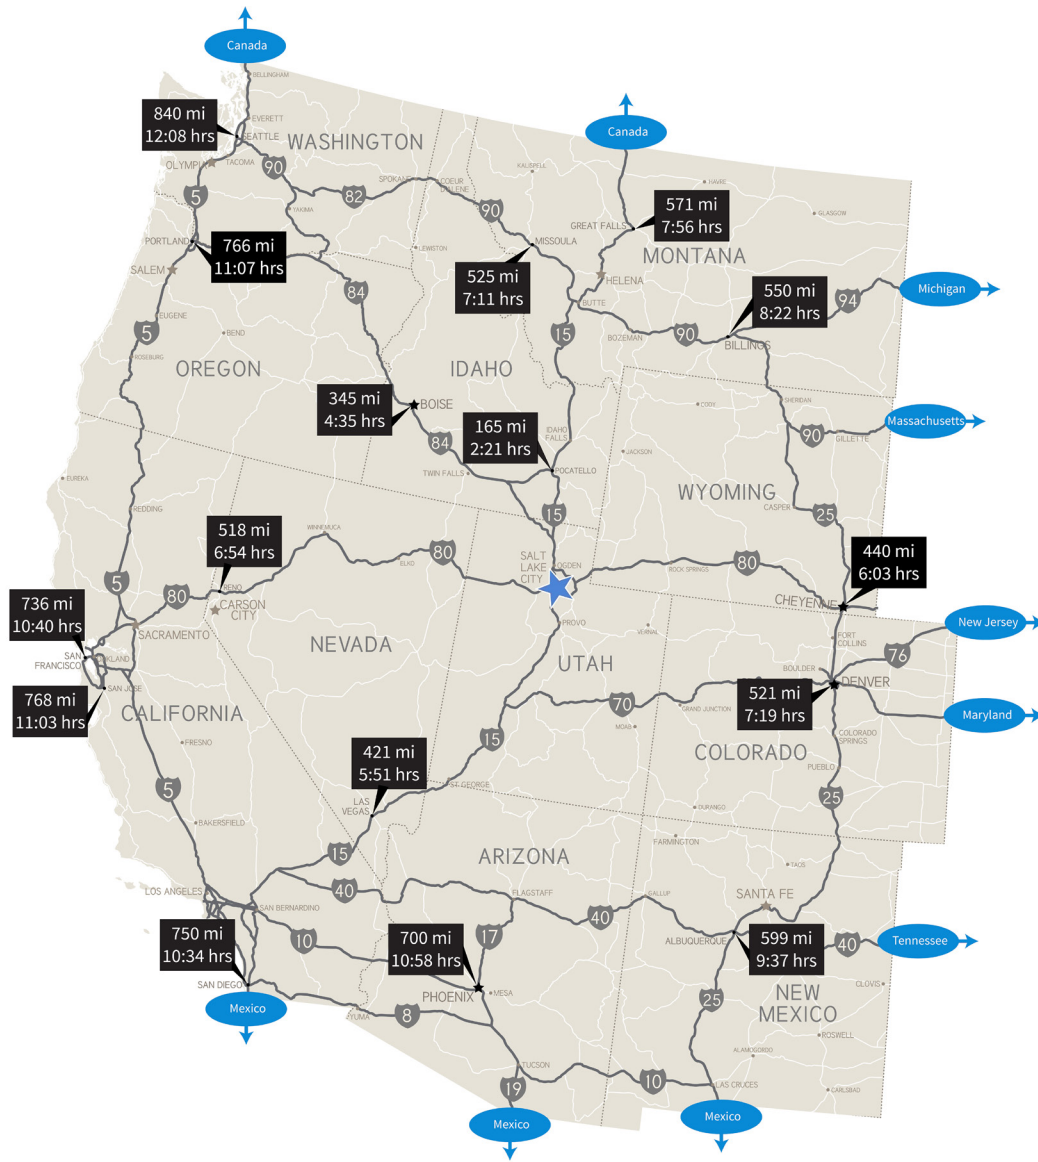 Canada
BELLINGHAM
840 mi
12:08 hrs
EVERETT
SEATTLE
WASHINGTON
Canada
OLYMPIA
TACOMA
90
5
82
SPOKANE
COEUR
D'ALENE
KALISPELL
HAVRE
GLASGOW
90
YAKIMA
571 mi
7:56 hrs
GREAT FALLS
PORTLAND
766 mi
11:07 hrs
LEWISTON
MISSOULA
MONTANA
SALEM
525 mi
7:11 hrs
HELENA
84
550 mi
8:22 hrs
94
Michigan
EUGENE
BUTTE
5
BEND
15
BOZEMAN
90
BILLINGS
ROSEBURG
OREGON
IDAHO
345 mi
4:35 hrs
BOISE
CODY
SHERIDAN
Massachusetts
165 mi
2:21 hrs
IDAHO
FALLS
90
GILLETTE
84
JACKSON
TWIN FALLS
POCATELLO
EUREKA
WYOMING
REDDING
CASPER
25
15
518 mi
6:54 hrs
WINNEMUCA
80
ELKO
SALT
LAKE
CITY
OGDEN
ROCK SPRINGS
80
440 mi
6:03 hrs
5
80
RENO
CARSON
CITY
CHEYENNE
736 mi
10:40 hrs
SACRAMENTO
PROVO
VERNAL
New Jersey
FORT
COLLINS
NEVADA
UTAH
76
SAN
FRANCISCO
OAKLAND
BOULDER
DENVER
SAN JOSE
768 mi
11:03 hrs
521 mi
7:19 hrs
70
GRAND JUNCTION
CALIFORNIA
Maryland
MOAB
COLORADO
SPRINGS
FRESNO
421 mi
5:51 hrs
15
COLORADO
5
ST GEORGE
PUEBLO
LAS
VEGAS
25
DURANGO
BAKERSFIELD
FARMINGTON
15
ARIZONA
TAOS
LOS ANGELES
40
FLAGSTAFF
GALLUP
SANTA FE
SAN BERNARDINO
40
750 mi
10:34 hrs
10
700 mi
10:58 hrs
17
ALBUQUERQUE
599 mi
9:37 hrs
40
Tennessee
SAN DIEGO
PHOENIX
MESA
CLOVIS
25
NEW
MEXICO
Mexico
YUMA
8
ROSWELL
ALAMOGORDO
TUCSON
10
LAS CRUCES
CARLSBAD
19
Mexico
Mexico